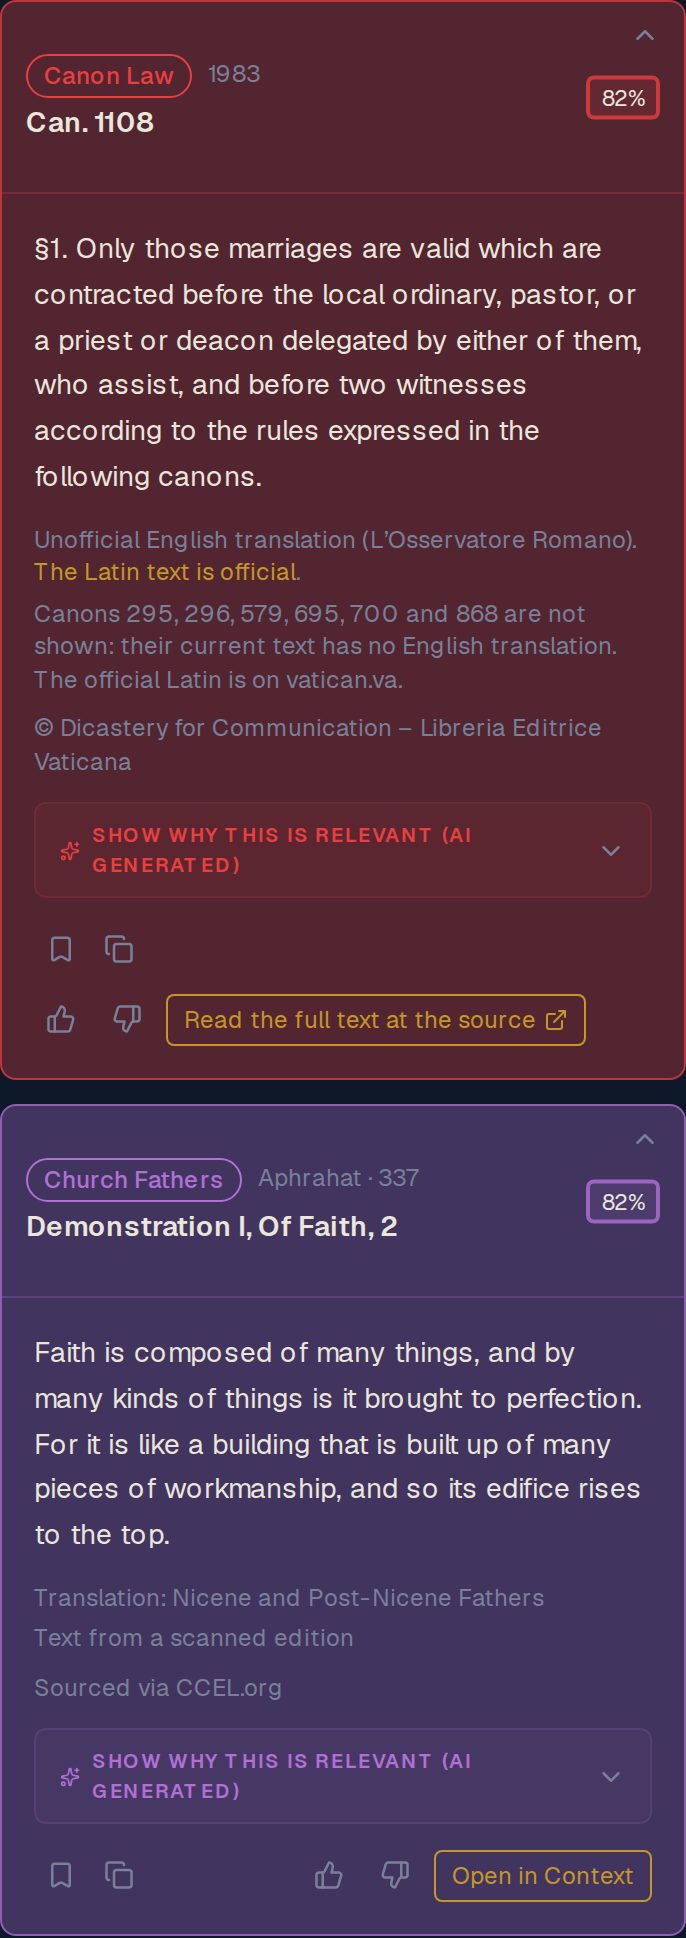 Canon Law 1983
82%
Can. 1108
§1. Only those marriages are valid which are
contracted before the local ordinary, pastor, or
a priest or deacon delegated by either of them,
who assist, and before two witnesses
according to the rules expressed in the
following canons.
Unofficial English translation (L’Osservatore Romano).
The Latin text is official.
Canons 295, 296, 579, 695, 700 and 868 are not
shown: their current text has no English translation.
The official Latin is on vatican.va.
© Dicastery for Communication – Libreria Editrice
Vaticana
SHOW WHY THIS IS RELEVANT (AI
GENERATED)
Read the full text at the source
Church Fathers Aphrahat · 337
82%
Demonstration I, Of Faith, 2
Faith is composed of many things, and by
many kinds of things is it brought to perfection.
For it is like a building that is built up of many
pieces of workmanship, and so its edifice rises
to the top.
Translation: Nicene and Post-Nicene Fathers
Text from a scanned edition
Sourced via CCEL.org
SHOW WHY THIS IS RELEVANT (AI
GENERATED)
Open in Context